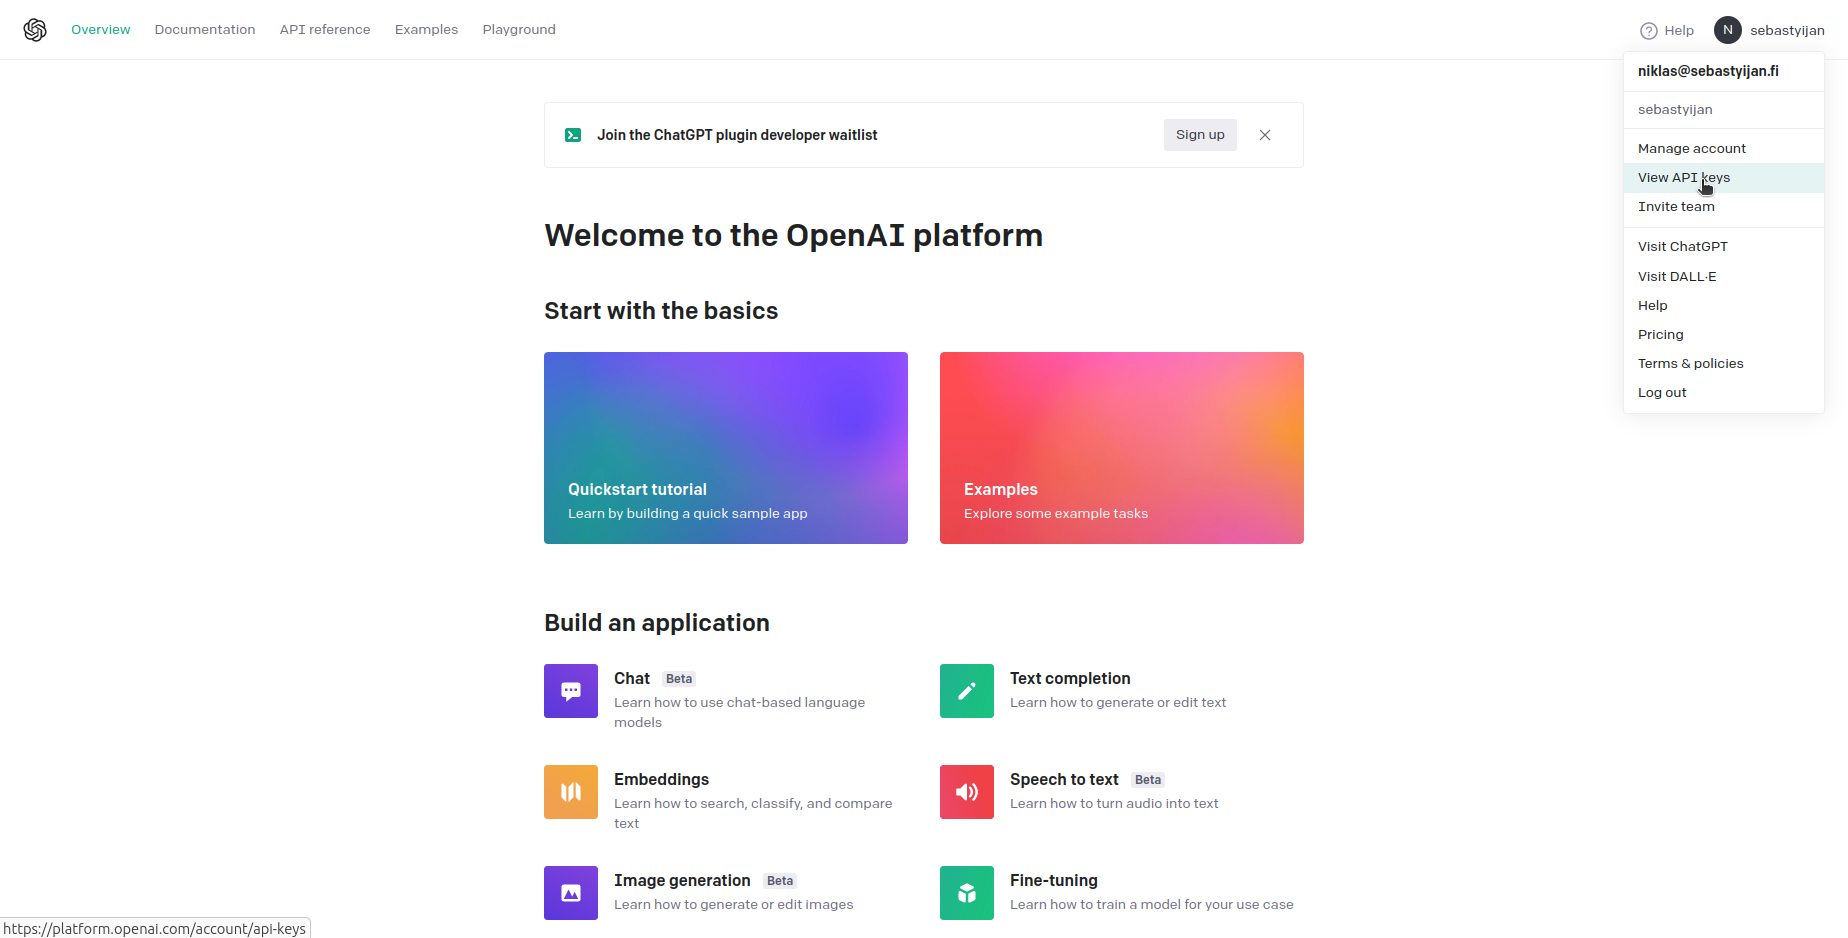 Overview Documentation API reference Examples Playground
Help N sebastyijan
niklas@sebastyijan.fi
sebastyijan
Manage account
View API keys
Invite team
Visit ChatGPT
Visit DALL·E
Help
Pricing
Terms & policies
Log out
Join the ChatGPT plugin developer waitlist Sign up
Welcome to the OpenAI platform
Start with the basics
Quickstart tutorial
Learn by building a quick sample app
Examples
Explore some example tasks
Build an application
Chat Beta
Learn how to use chat-based language
models
Text completion
Learn how to generate or edit text
Embeddings
Learn how to search, classify, and compare
text
Speech to text Beta
Learn how to turn audio into text
Image generation Beta
Learn how to generate or edit images
Fine-tuning
Learn how to train a model for your use case
https://platform.openai.com/account/api-keys